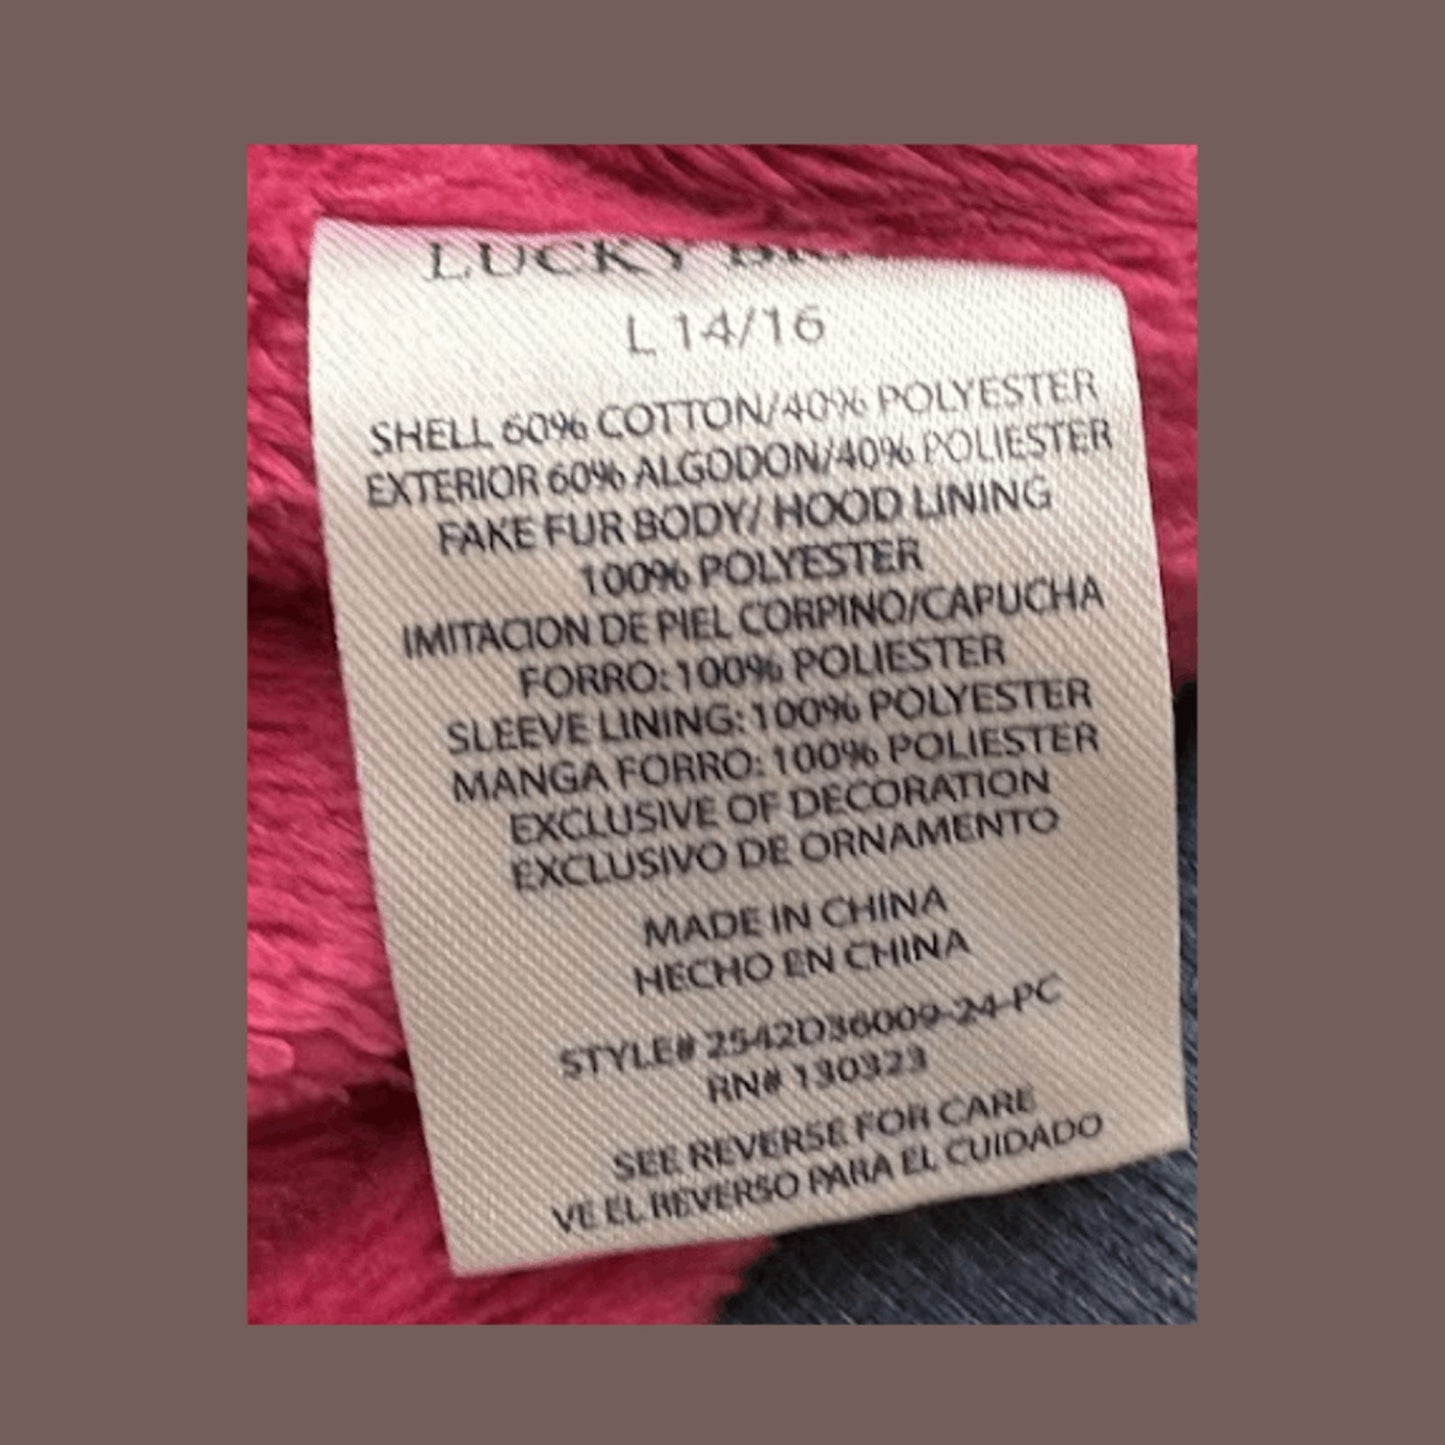 LUCKY
L 14/16
SHELL 60% COTTON/40% POLYESTER
EXTERIOR 60% ALGODON/40% POLIESTER
FAKE FUR BODY/ HOOD LINING
100% POLYESTER
IMITACION DE PIEL CORPINO/CAPUCHA
FORRO: 100% POLIESTER
SLEEVE LINING: 100% POLYESTER
MANGA FORRO: 100% POLIESTER
EXCLUSIVE OF DECORATION
EXCLUSIVO DE ORNAMENTO
MADE IN CHINA
HECHO EN CHINA
STYLE# 2542D36009-24-PC
RN# 130323
SEE REVERSE FOR CARE
VE EL REVERSO PARA EL CUIDADO